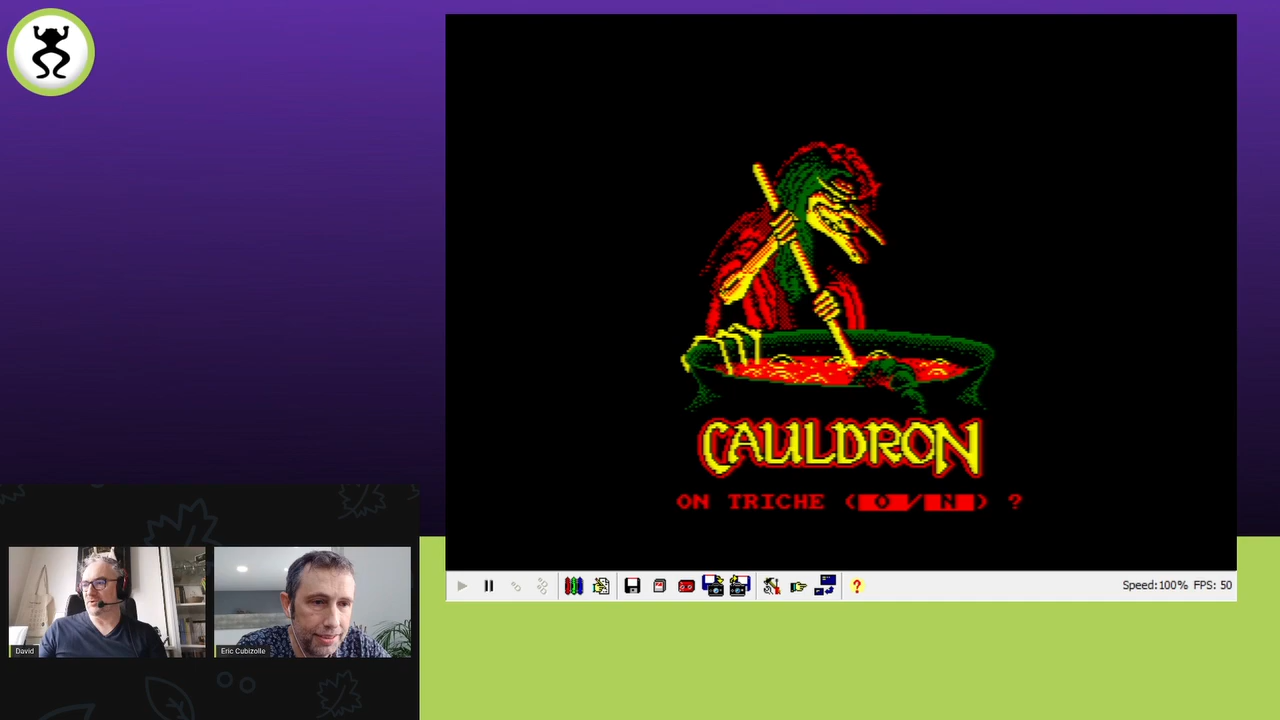 CAULDRON
ON TRICHE (O/N) ?
Speed:100% FPS: 50
David
Eric Cubizolle